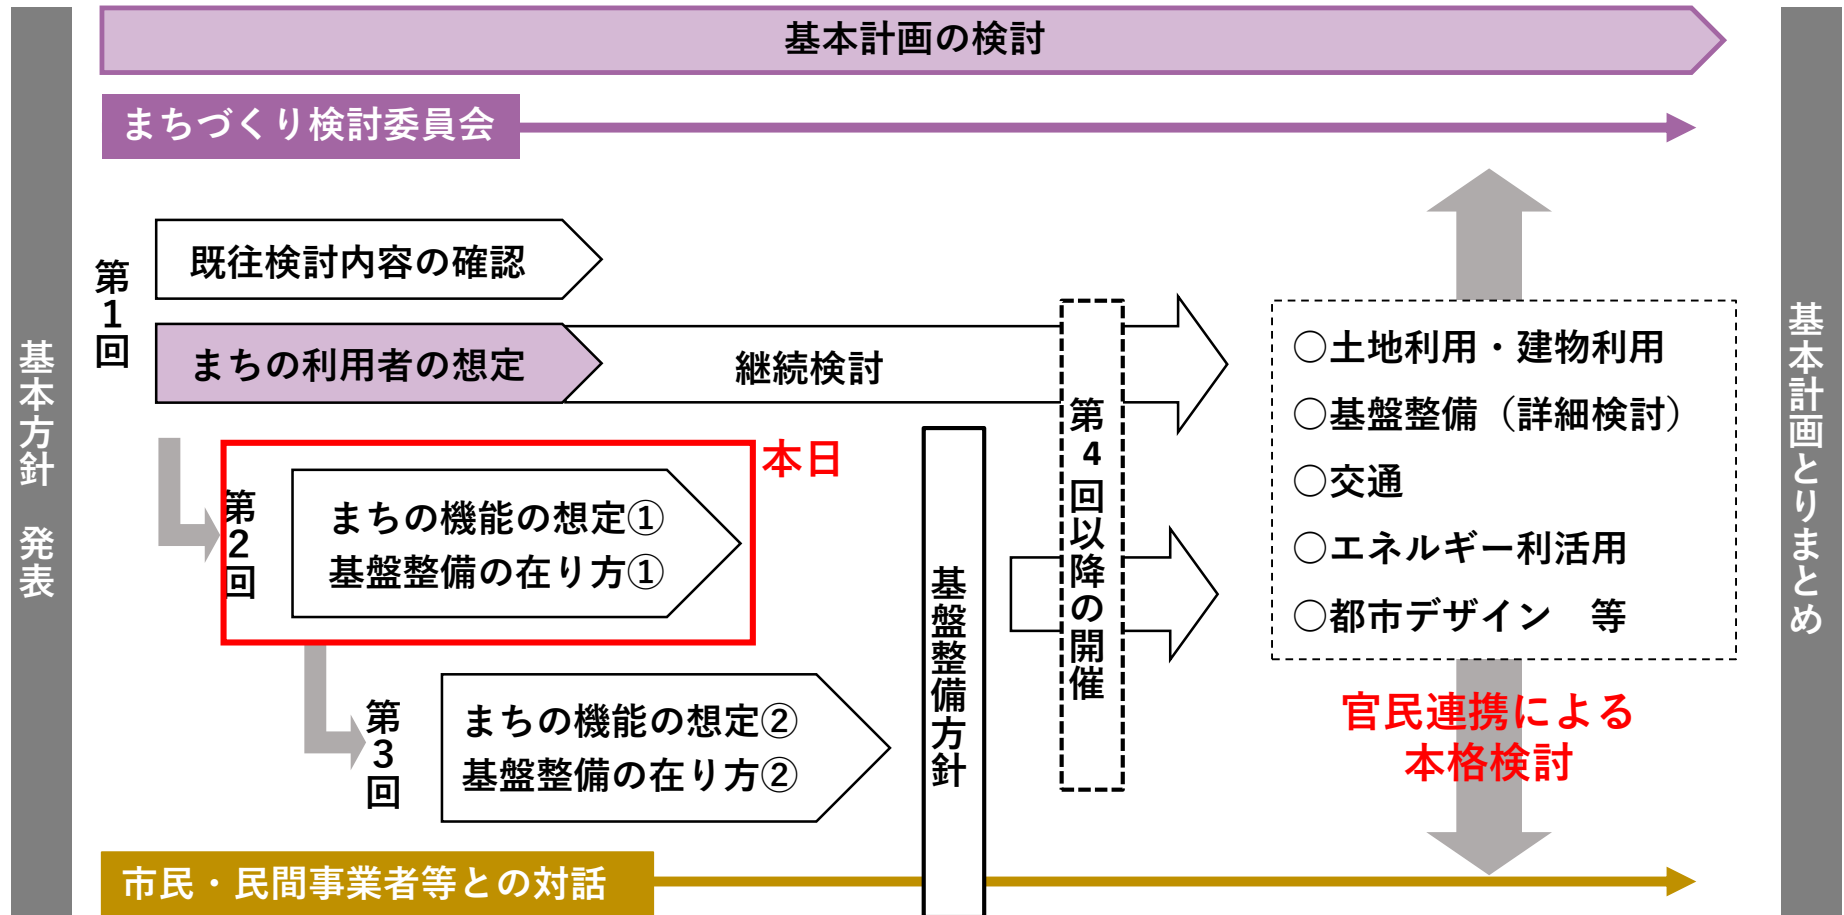 基本計画の検討
まちづくり検討委員会
基本方針　発表
第1回
既往検討内容の確認
まちの利用者の想定
継続検討
本日
第2回
まちの機能の想定①
基盤整備の在り方①
第3回
まちの機能の想定②
基盤整備の在り方②
基盤整備方針
第4回以降の開催
○土地利用・建物利用
○基盤整備（詳細検討）
○交通
○エネルギー利活用
○都市デザイン　等
官民連携による
本格検討
市民・民間事業者等との対話
基本計画とりまとめ